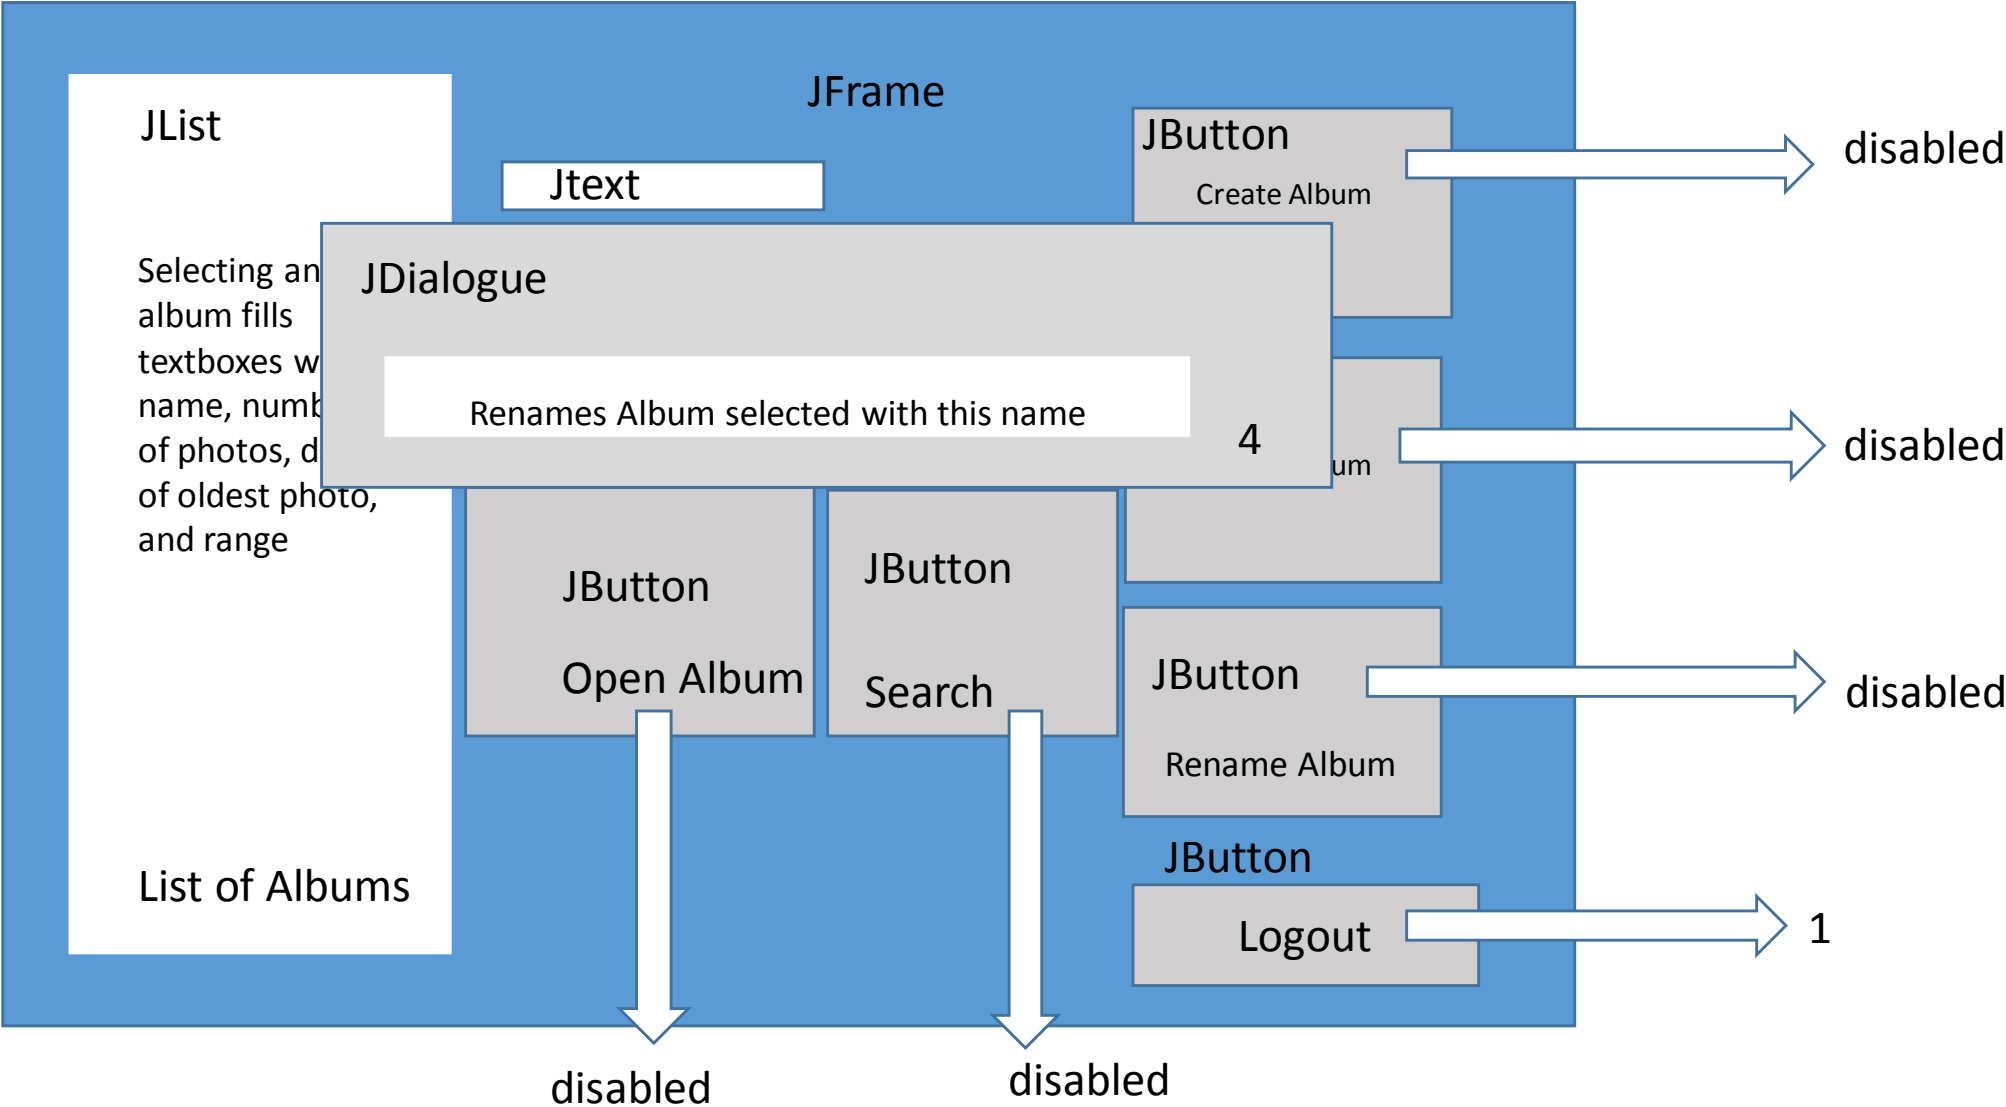 JFrame
JList
Jtext
JButton
Create Album
disabled
Selecting an
album fills
textboxes w
name, numb
of photos, d
of oldest photo,
and range
JDialogue
Renames Album selected with this name
4
um
disabled
JButton
Open Album
JButton
Search
JButton
Rename Album
disabled
List of Albums
JButton
Logout
1
disabled
disabled